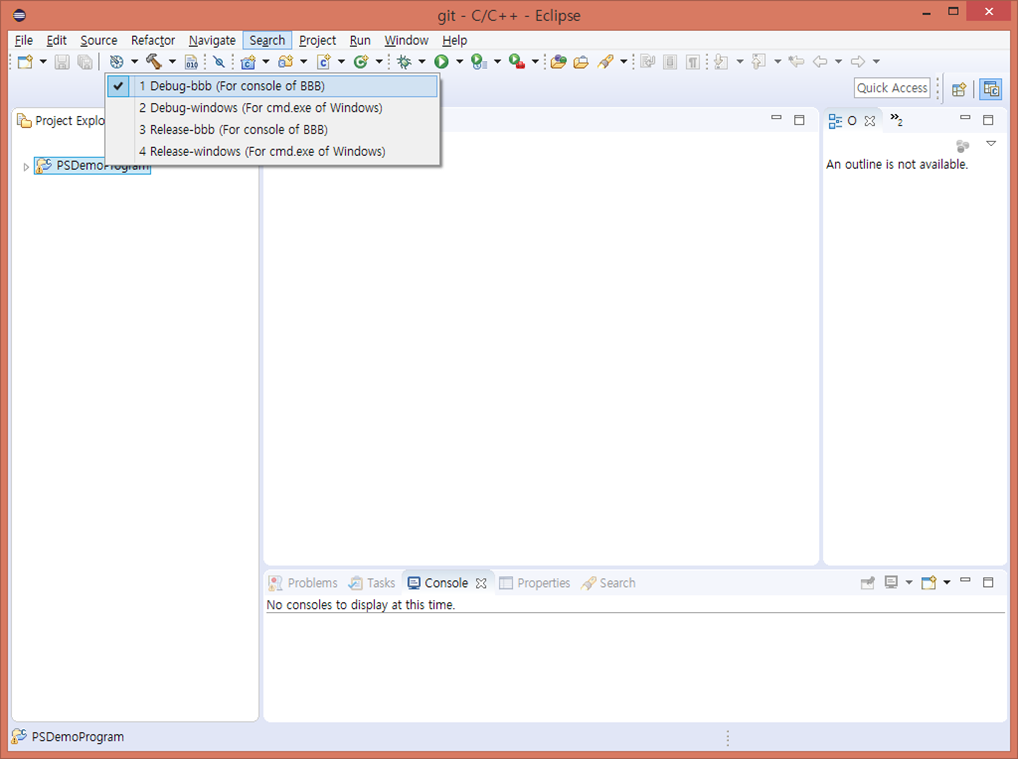 git - C/C++ - Eclipse
File Edit Source Refactor Navigate Search Project Run Window Help
1 Debug-bbb (For console of BBB)
2 Debug-windows (For cmd.exe of Windows)
3 Release-bbb (For console of BBB)
4 Release-windows (For cmd.exe of Windows)
Quick Access
Project Explo
PSDemoProgram
O
2
An outline is not available.
Problems Tasks Console Properties Search
No consoles to display at this time.
PSDemoProgram